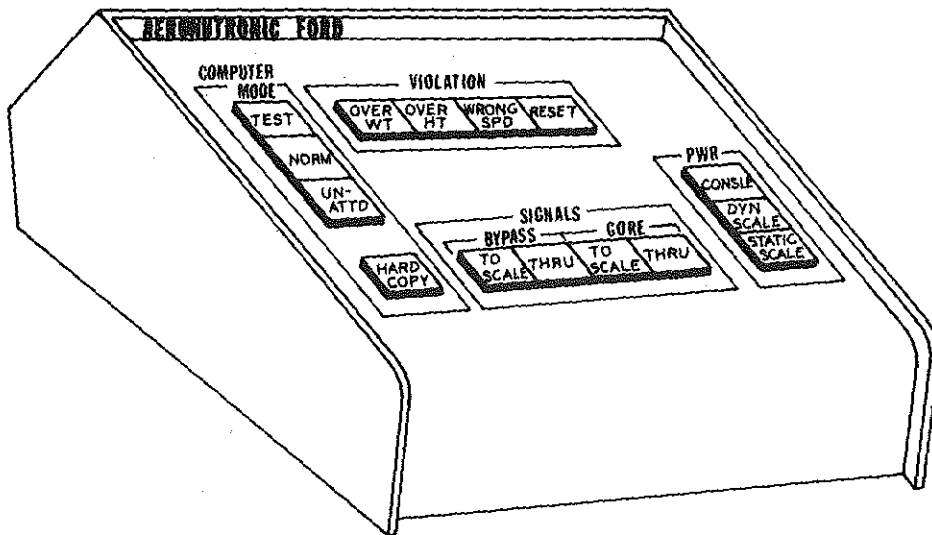 AERONUTRONIC FORD
COMPUTER
MODE
TEST
NORM
UN-
ATTD
HARD
COPY
VIOLATION
OVER
WT
OVER
HT
WRONG
SPD
RESET
SIGNALS
BYPASS
GORE
TO
SCALE
THRU
TO
SCALE
THRU
PWR
CONSLE
DYN
SCALE
STATIC
SCALE